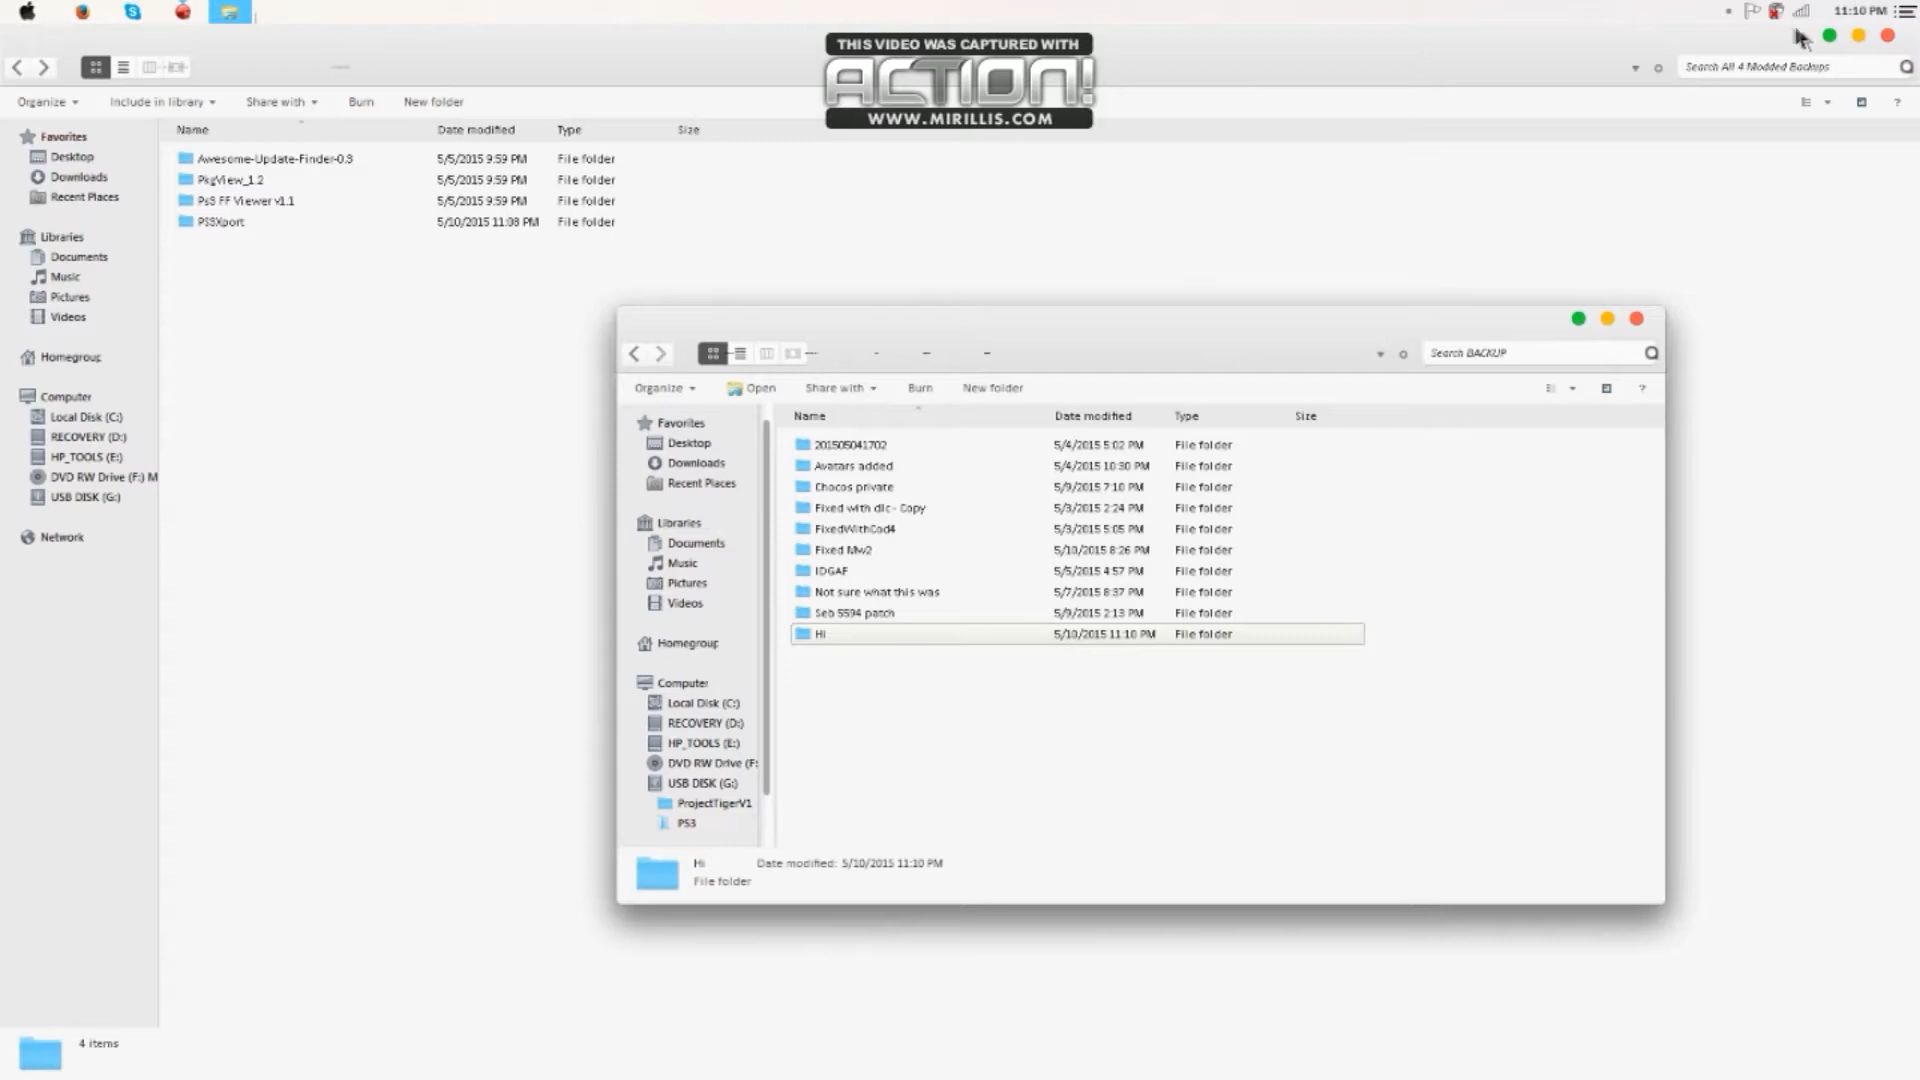 11:10 PM
THIS VIDEO WAS CAPTURED WITH
ACTION!
WWW.MIRILLIS.COM
Search All 4 Modded Backups
Organize Include in library Share with Burn New folder
Name Date modified Type Size
Awesome-Update-Finder-0.3 5/5/2015 9:59 PM File folder
PkgView_1.2 5/5/2015 9:59 PM File folder
Ps3 FF Viewer v1.1 5/5/2015 9:59 PM File folder
PS3Xport 5/10/2015 11:08 PM File folder
Favorites
Desktop
Downloads
Recent Places
Libraries
Documents
Music
Pictures
Videos
Homegroup
Computer
Local Disk (C:)
RECOVERY (D:)
HP_TOOLS (E:)
DVD RW Drive (F:) M
USB DISK (G:)
Network
4 items
Search BACKUP
Organize Open Share with Burn New folder
Name Date modified Type Size
201505041702 5/4/2015 5:02 PM File folder
Avatars added 5/4/2015 10:30 PM File folder
Chocos private 5/9/2015 7:10 PM File folder
Fixed with dlc - Copy 5/3/2015 2:24 PM File folder
FixedWithCod4 5/3/2015 5:05 PM File folder
Fixed Mw2 5/10/2015 8:26 PM File folder
IDGAF 5/5/2015 4:57 PM File folder
Not sure what this was 5/7/2015 8:37 PM File folder
Seb 5594 patch 5/9/2015 2:13 PM File folder
Hi 5/10/2015 11:10 PM File folder
Favorites
Desktop
Downloads
Recent Places
Libraries
Documents
Music
Pictures
Videos
Homegroup
Computer
Local Disk (C:)
RECOVERY (D:)
HP_TOOLS (E:)
DVD RW Drive (F:
USB DISK (G:)
ProjectTigerV1
PS3
Hi Date modified: 5/10/2015 11:10 PM
File folder